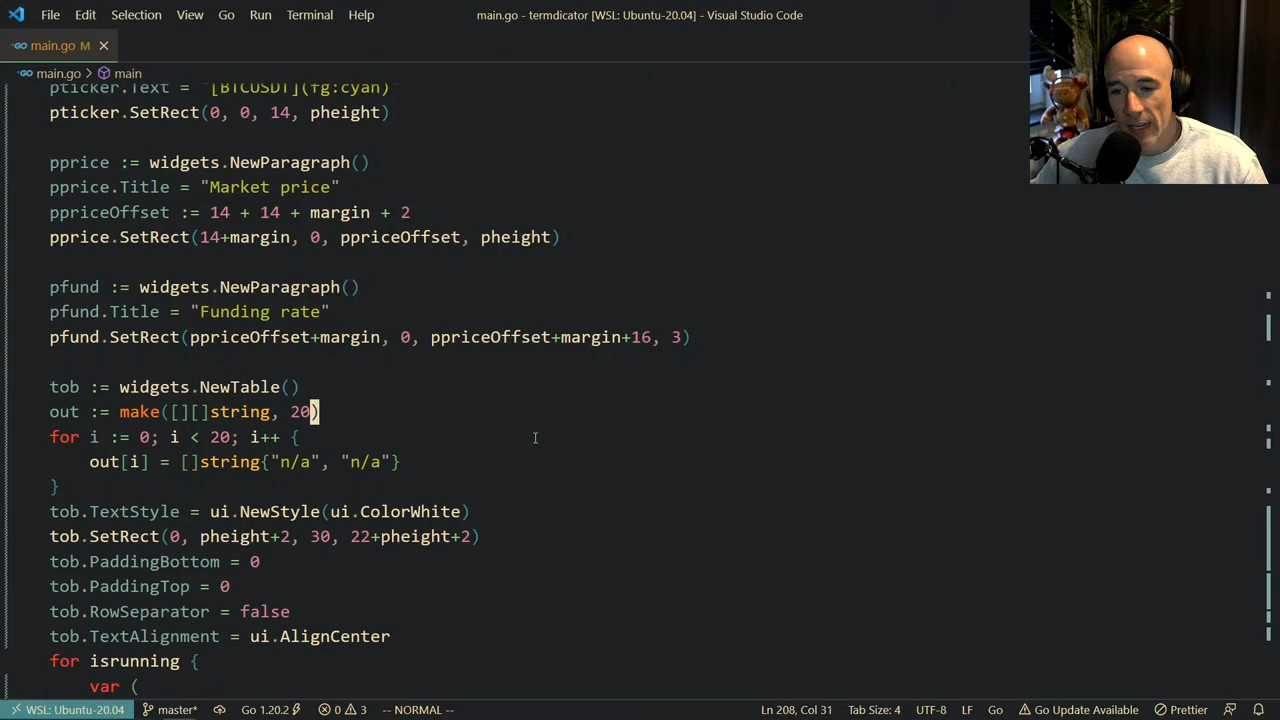 File Edit Selection View Go Run Terminal Help main.go - termdicator [WSL: Ubuntu-20.04] - Visual Studio Code
main.go M
main.go > main
pticker.Text = "[BTCUSDT](fg:cyan)"
pticker.SetRect(0, 0, 14, pheight)
pprice := widgets.NewParagraph()
pprice.Title = "Market price"
ppriceOffset := 14 + 14 + margin + 2
pprice.SetRect(14+margin, 0, ppriceOffset, pheight)
pfund := widgets.NewParagraph()
pfund.Title = "Funding rate"
pfund.SetRect(ppriceOffset+margin, 0, ppriceOffset+margin+16, 3)
tob := widgets.NewTable()
out := make([][]string, 20)
for i := 0; i < 20; i++ {
out[i] = []string{"n/a", "n/a"}
}
tob.TextStyle = ui.NewStyle(ui.ColorWhite)
tob.SetRect(0, pheight+2, 30, 22+pheight+2)
tob.PaddingBottom = 0
tob.PaddingTop = 0
tob.RowSeparator = false
tob.TextAlignment = ui.AlignCenter
for isrunning {
var (
WSL: Ubuntu-20.04 master* Go 1.20.2 0 3 -- NORMAL -- Ln 208, Col 31 Tab Size: 4 UTF-8 LF Go Go Update Available Prettier